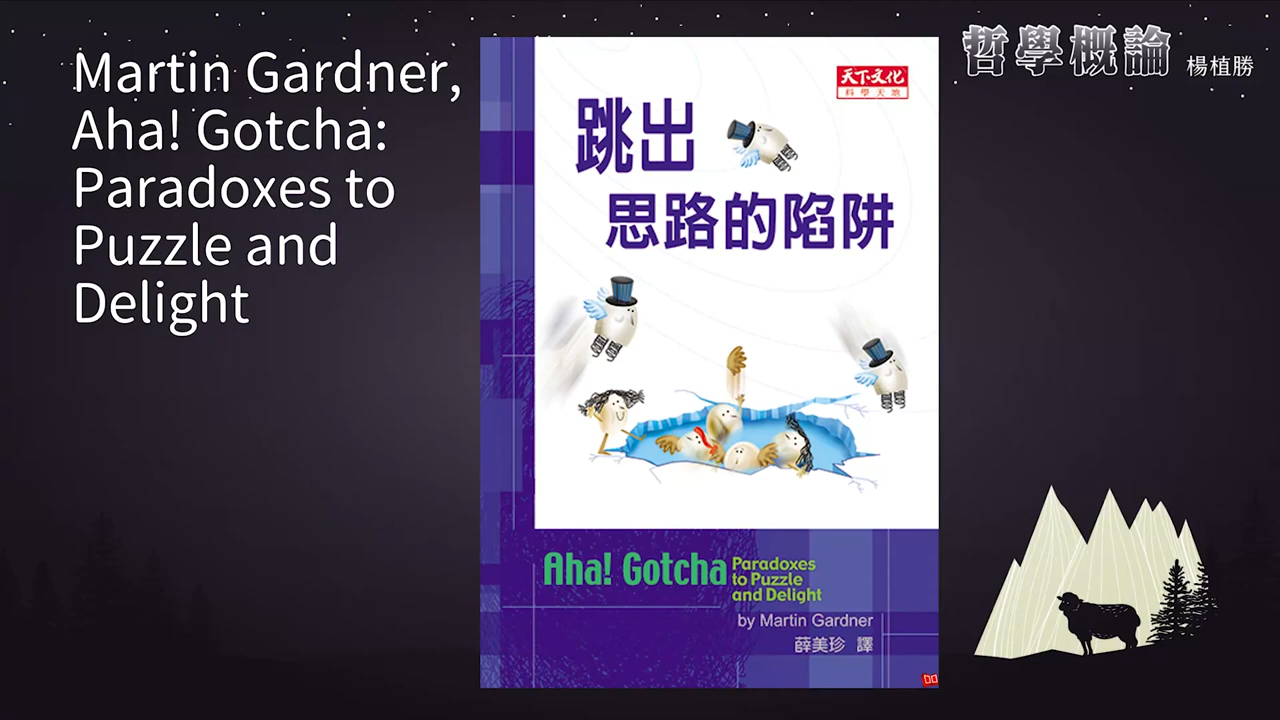 Martin Gardner,
Aha! Gotcha:
Paradoxes to
Puzzle and
Delight
哲學概論 楊植勝
天下文化
科學天地
跳出
思路的陷阱
Aha! Gotcha
Paradoxes
to Puzzle
and Delight
by Martin Gardner
薛美珍 譯